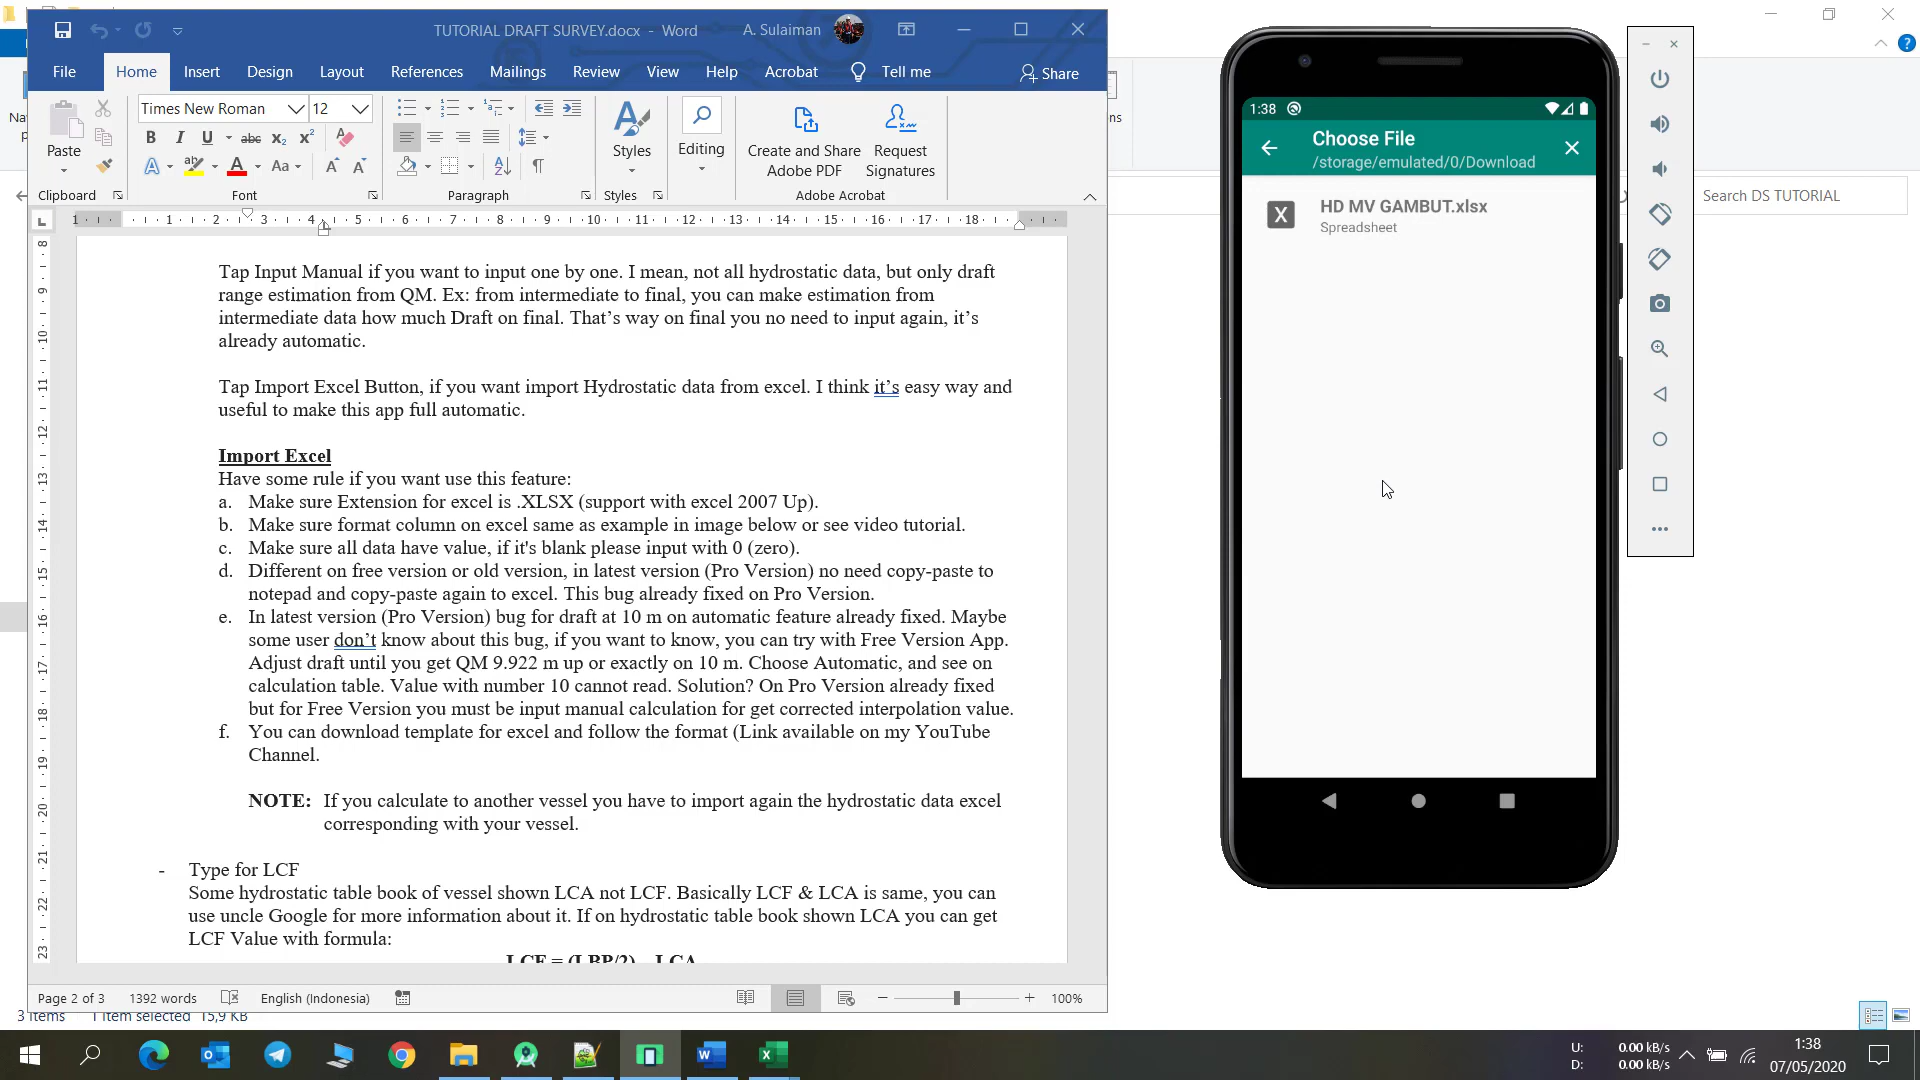 TUTORIAL DRAFT SURVEY.docx - Word
A. Sulaiman
File Home Insert Design Layout References Mailings Review View Help Acrobat Tell me Share
Times New Roman 12
Paste
Styles
Editing
Create and Share Adobe PDF
Request Signatures
Clipboard Font Paragraph Styles Adobe Acrobat
Tap Input Manual if you want to input one by one. I mean, not all hydrostatic data, but only draft
range estimation from QM. Ex: from intermediate to final, you can make estimation from
intermediate data how much Draft on final. That’s way on final you no need to input again, it’s
already automatic.
Tap Import Excel Button, if you want import Hydrostatic data from excel. I think it’s easy way and
useful to make this app full automatic.
Import Excel
Have some rule if you want use this feature:
a. Make sure Extension for excel is .XLSX (support with excel 2007 Up).
b. Make sure format column on excel same as example in image below or see video tutorial.
c. Make sure all data have value, if it's blank please input with 0 (zero).
d. Different on free version or old version, in latest version (Pro Version) no need copy-paste to
notepad and copy-paste again to excel. This bug already fixed on Pro Version.
e. In latest version (Pro Version) bug for draft at 10 m on automatic feature already fixed. Maybe
some user don’t know about this bug, if you want to know, you can try with Free Version App.
Adjust draft until you get QM 9.922 m up or exactly on 10 m. Choose Automatic, and see on
calculation table. Value with number 10 cannot read. Solution? On Pro Version already fixed
but for Free Version you must be input manual calculation for get corrected interpolation value.
f. You can download template for excel and follow the format (Link available on my YouTube
Channel.
NOTE: If you calculate to another vessel you have to import again the hydrostatic data excel
corresponding with your vessel.
- Type for LCF
Some hydrostatic table book of vessel shown LCA not LCF. Basically LCF & LCA is same, you can
use uncle Google for more information about it. If on hydrostatic table book shown LCA you can get
LCF Value with formula:
LCF = (LBP/2) – LCA
Page 2 of 3 1392 words English (Indonesia) 100%
3 items 1 item selected 15,9 KB
1:38
Choose File
/storage/emulated/0/Download
HD MV GAMBUT.xlsx
Spreadsheet
Search DS TUTORIAL
U: 0.00 kB/s
D: 0.00 kB/s
1:38
07/05/2020